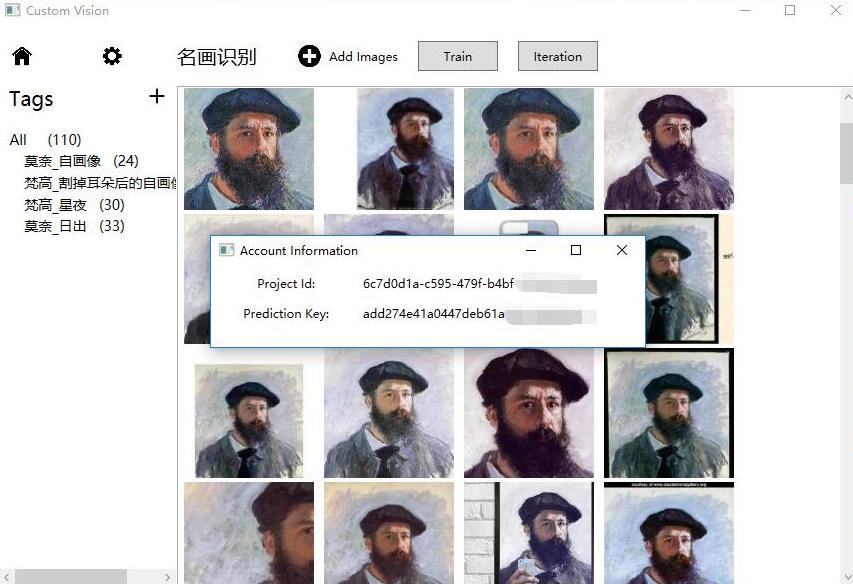 Custom Vision
名画识别
Add Images
Train
Iteration
Tags
All (110)
莫奈_自画像 (24)
梵高_割掉耳朵后的自画像
梵高_星夜 (30)
莫奈_日出 (33)
Account Information
Project Id: 6c7d0d1a-c595-479f-b4bf
Prediction Key: add274e41a0447deb61a
self-
courtesy of www.claudemonetgallery.org